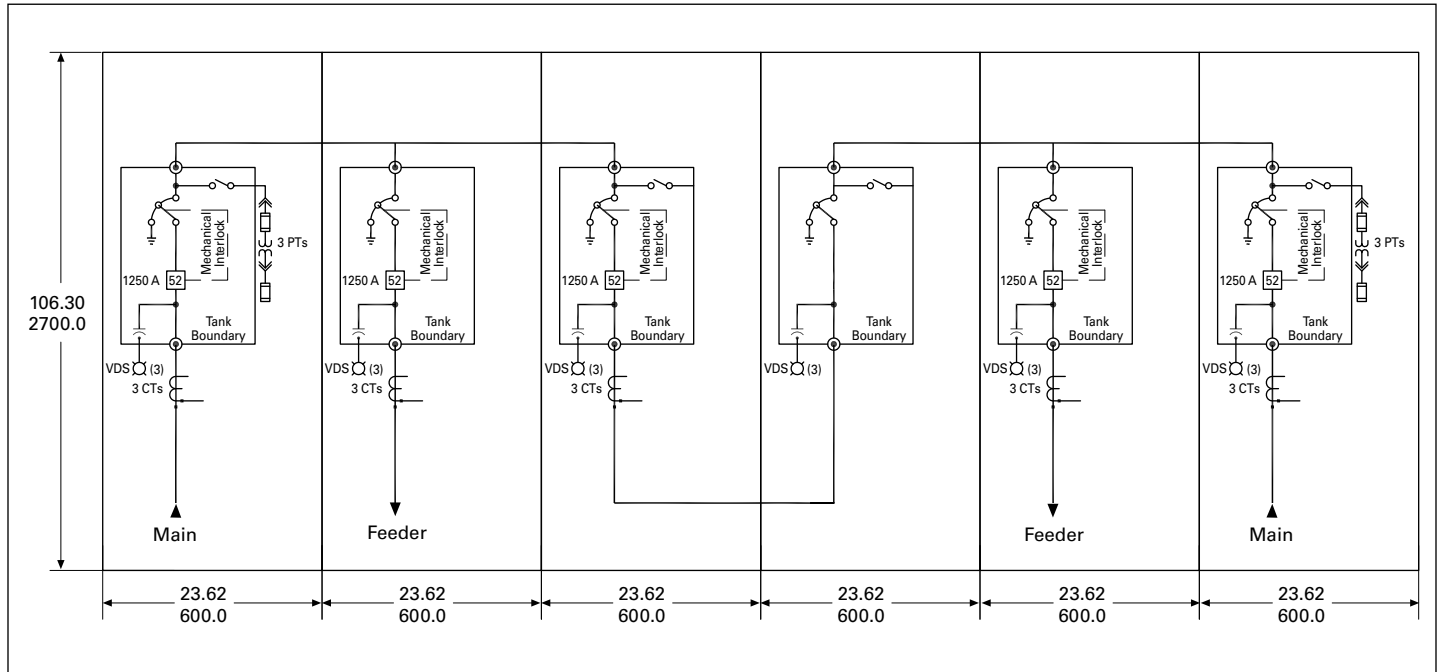 Mechanical
Interlock
3 PTs
1250 A
52
Tank
Boundary
VDS
(3)
3 CTs
Main
Mechanical
Interlock
1250 A
52
Tank
Boundary
VDS
(3)
3 CTs
Feeder
Mechanical
Interlock
1250 A
52
Tank
Boundary
VDS
(3)
3 CTs
Tank
Boundary
VDS
(3)
Mechanical
Interlock
1250 A
52
Tank
Boundary
VDS
(3)
3 CTs
Feeder
Mechanical
Interlock
3 PTs
1250 A
52
Tank
Boundary
VDS
(3)
3 CTs
Main
106.30
2700.0
23.62
600.0
23.62
600.0
23.62
600.0
23.62
600.0
23.62
600.0
23.62
600.0